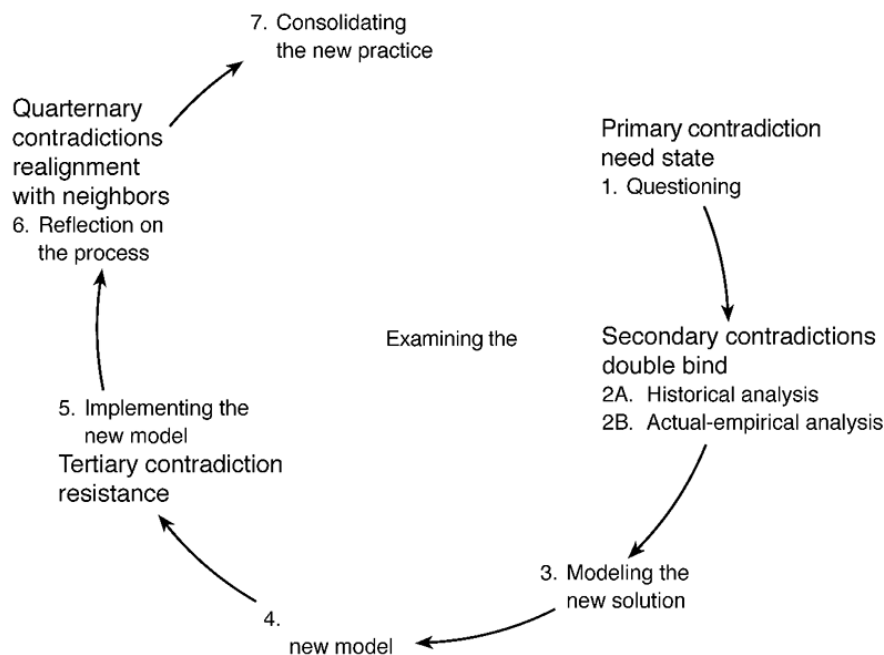 7. Consolidating
the new practice
Quarternary
contradictions
realignment
with neighbors
6. Reflection on
the process
Primary contradiction
need state
1. Questioning
Examining the
Secondary contradictions
double bind
2A. Historical analysis
2B. Actual-empirical analysis
5. Implementing the
new model
Tertiary contradiction
resistance
3. Modeling the
new solution
4.
new model